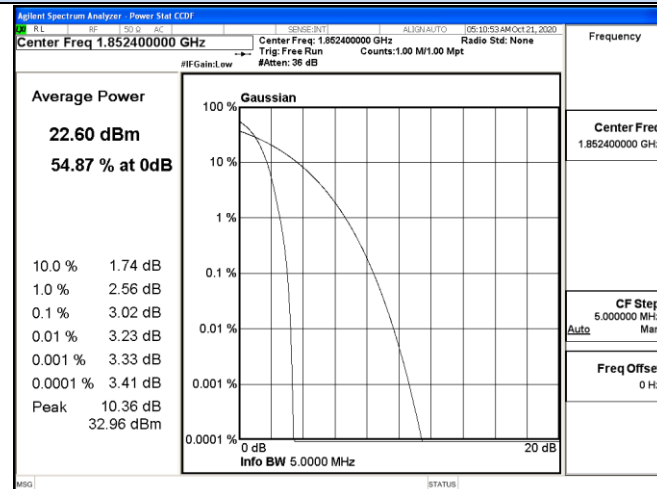 Agilent Spectrum Analyzer - Power Stat CCDF
RL RF 50 Ω AC SENSE:INT ALIGN AUTO 05:10:53 AM Oct 21, 2020
Center Freq 1.852400000 GHz
Center Freq: 1.852400000 GHz Radio Std: None
Trig: Free Run Counts:1.00 M/1.00 Mpt
#IFGain:Low #Atten: 36 dB
Frequency
Average Power
22.60 dBm
54.87 % at 0dB
10.0 % 1.74 dB
1.0 % 2.56 dB
0.1 % 3.02 dB
0.01 % 3.23 dB
0.001 % 3.33 dB
0.0001 % 3.41 dB
Peak 10.36 dB
32.96 dBm
Gaussian
100 %
10 %
1 %
0.1 %
0.01 %
0.001 %
0.0001 %
0 dB 20 dB
Info BW 5.0000 MHz
Center Freq
1.852400000 GHz
CF Step
5.000000 MHz
Auto Man
Freq Offse
0 Hz
MSG STATUS